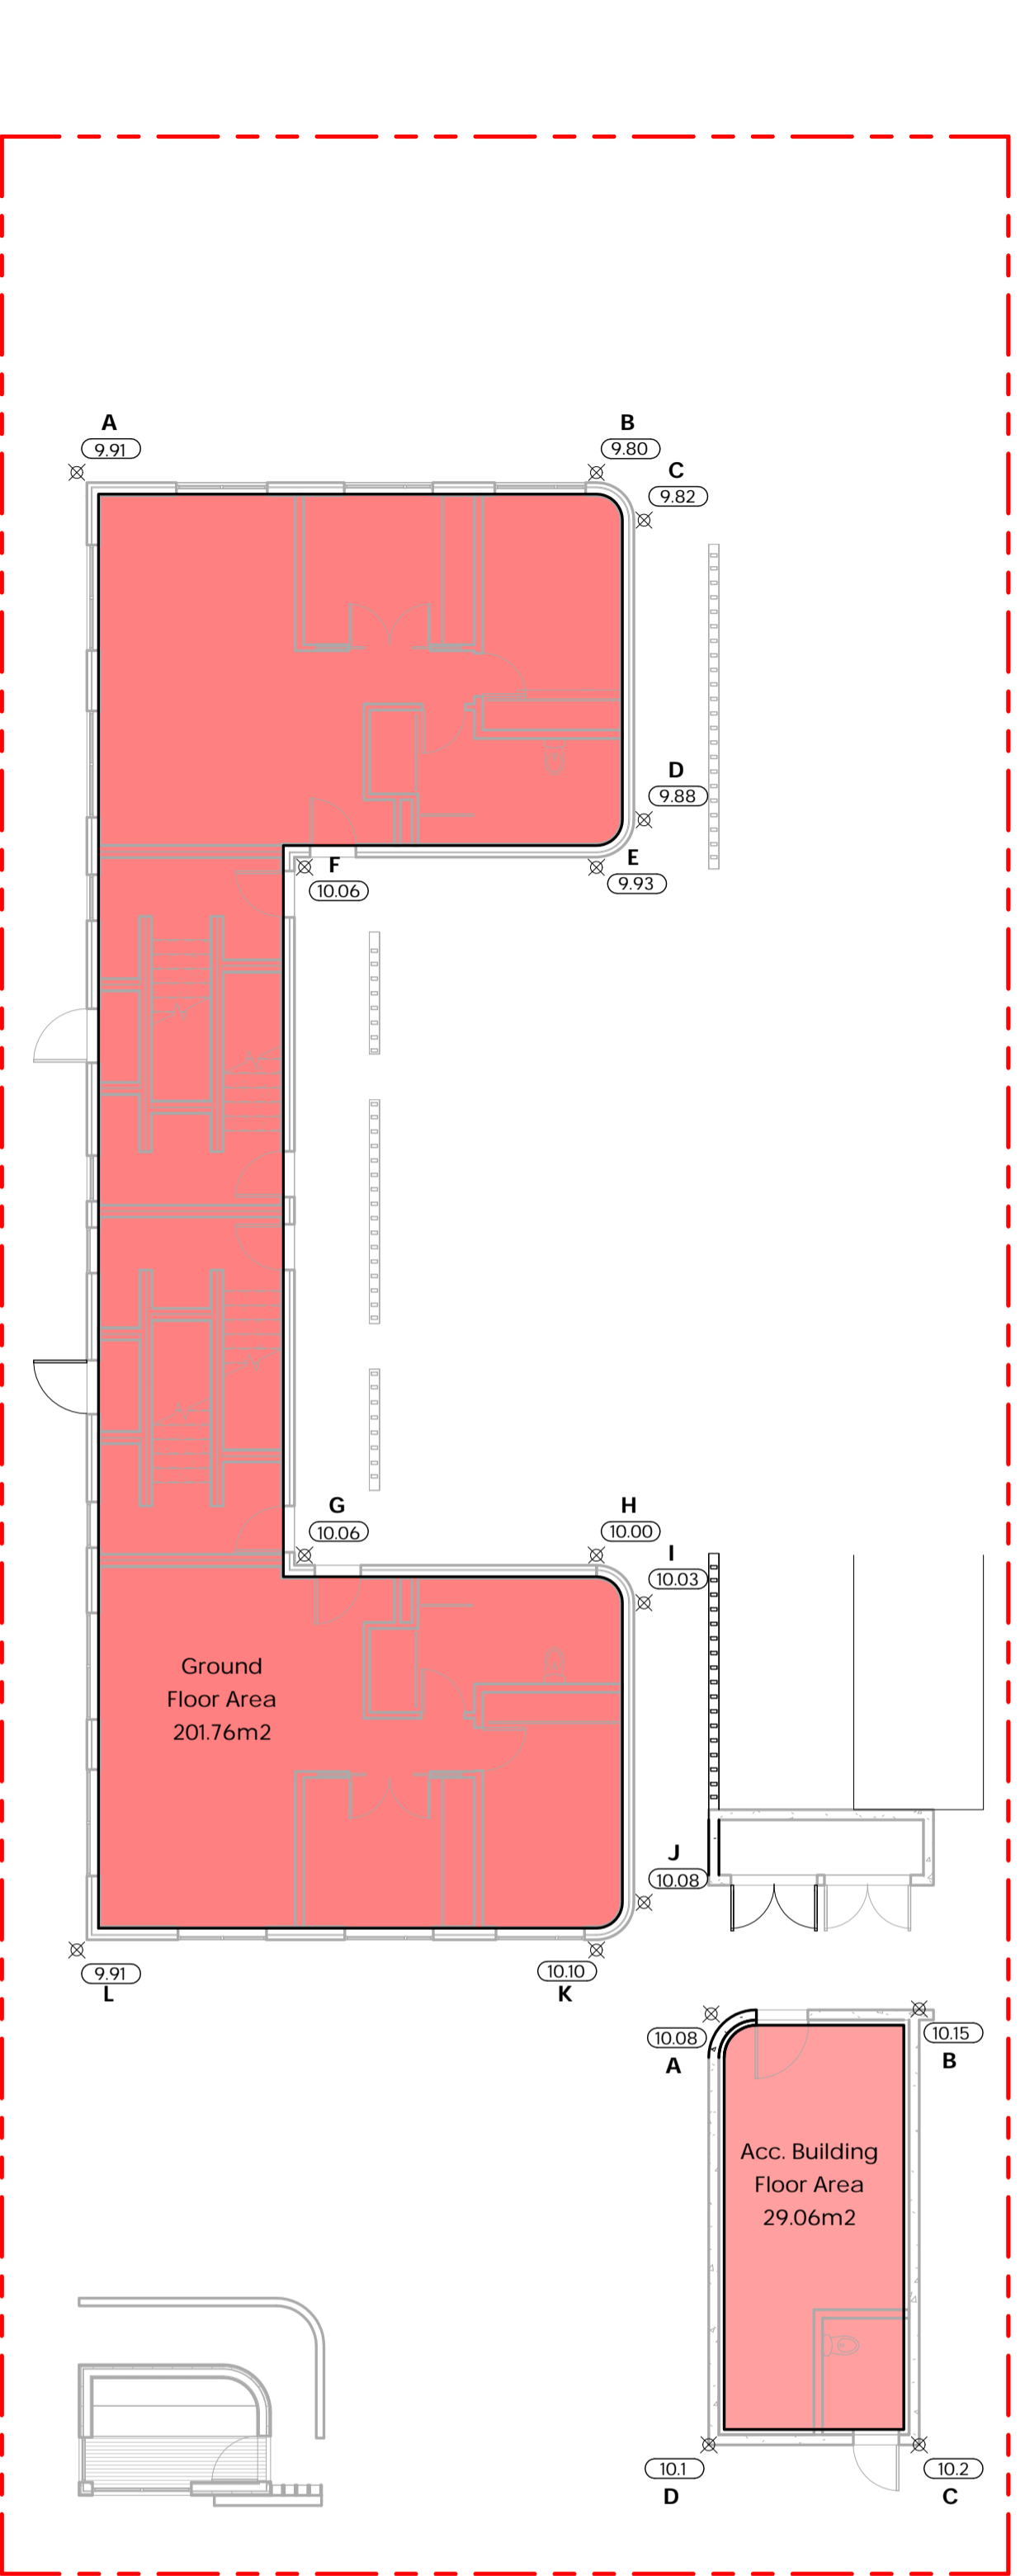 A
9.91
B
9.80
C
9.82
D
9.88
E
9.93
F
10.06
G
10.06
H
10.00
I
10.03
Ground
Floor Area
201.76m2
J
10.08
9.91
L
10.10
K
10.08
A
10.15
B
Acc. Building
Floor Area
29.06m2
10.1
D
10.2
C